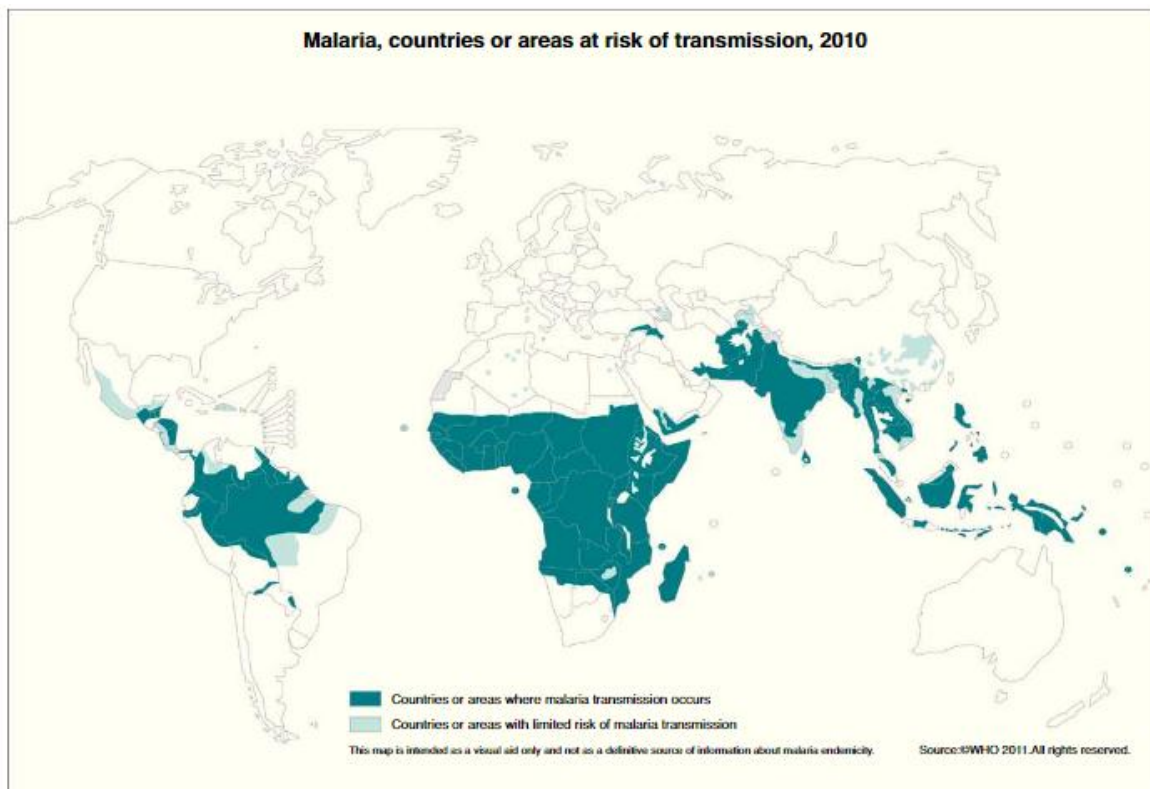 Malaria, countries or areas at risk of transmission, 2010
Countries or areas where malaria transmission occurs
Countries or areas with limited risk of malaria transmission
This map is intended as a visual aid only and not as a definitive source of information about malaria endemicity.
Source:©WHO 2011.All rights reserved.